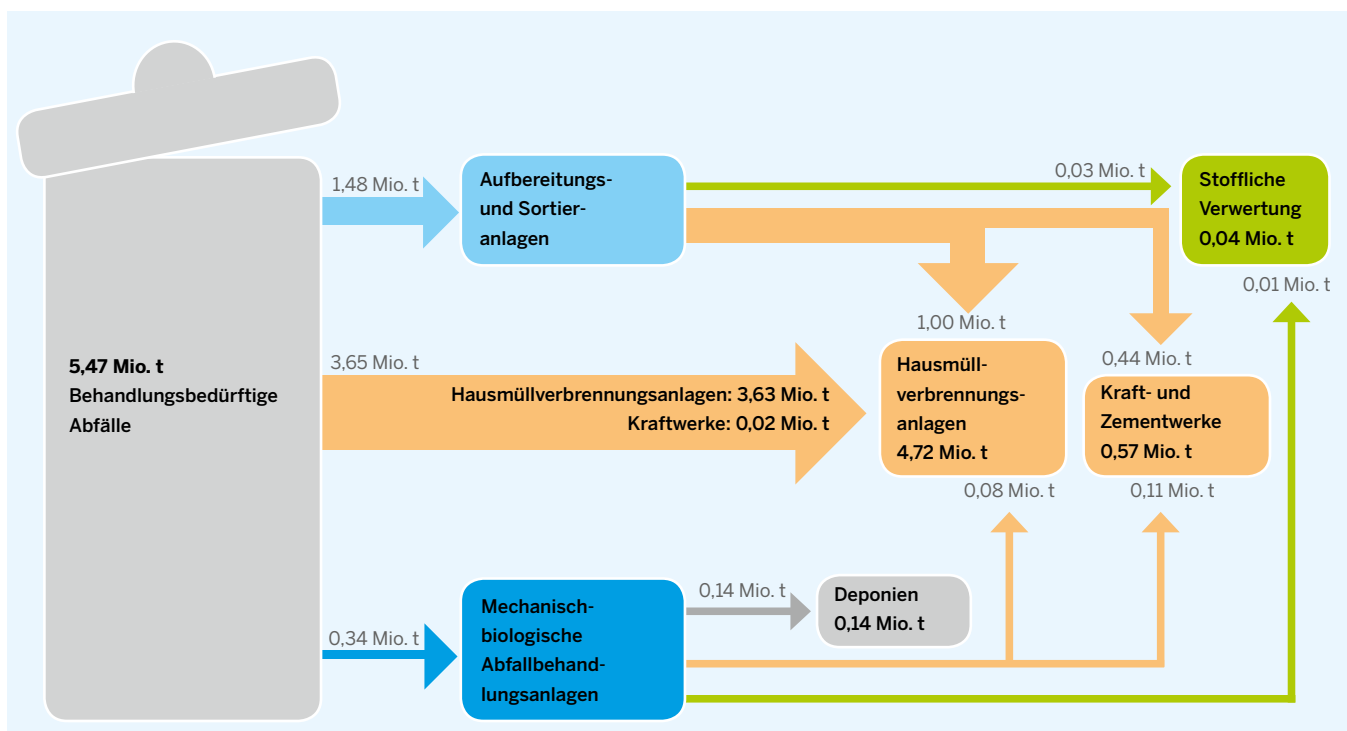 5,47 Mio. t
Behandlungsbedürftige
Abfälle
1,48 Mio. t
Aufbereitungs-
und Sortier-
anlagen
0,03 Mio. t
Stoffliche
Verwertung
0,04 Mio. t
0,01 Mio. t
3,65 Mio. t
Hausmüllverbrennungsanlagen: 3,63 Mio. t
Kraftwerke: 0,02 Mio. t
1,00 Mio. t
Hausmüll-
verbrennungs-
anlagen
4,72 Mio. t
0,08 Mio. t
0,44 Mio. t
Kraft- und
Zementwerke
0,57 Mio. t
0,11 Mio. t
0,34 Mio. t
Mechanisch-
biologische
Abfallbehand-
lungsanlagen
0,14 Mio. t
Deponien
0,14 Mio. t